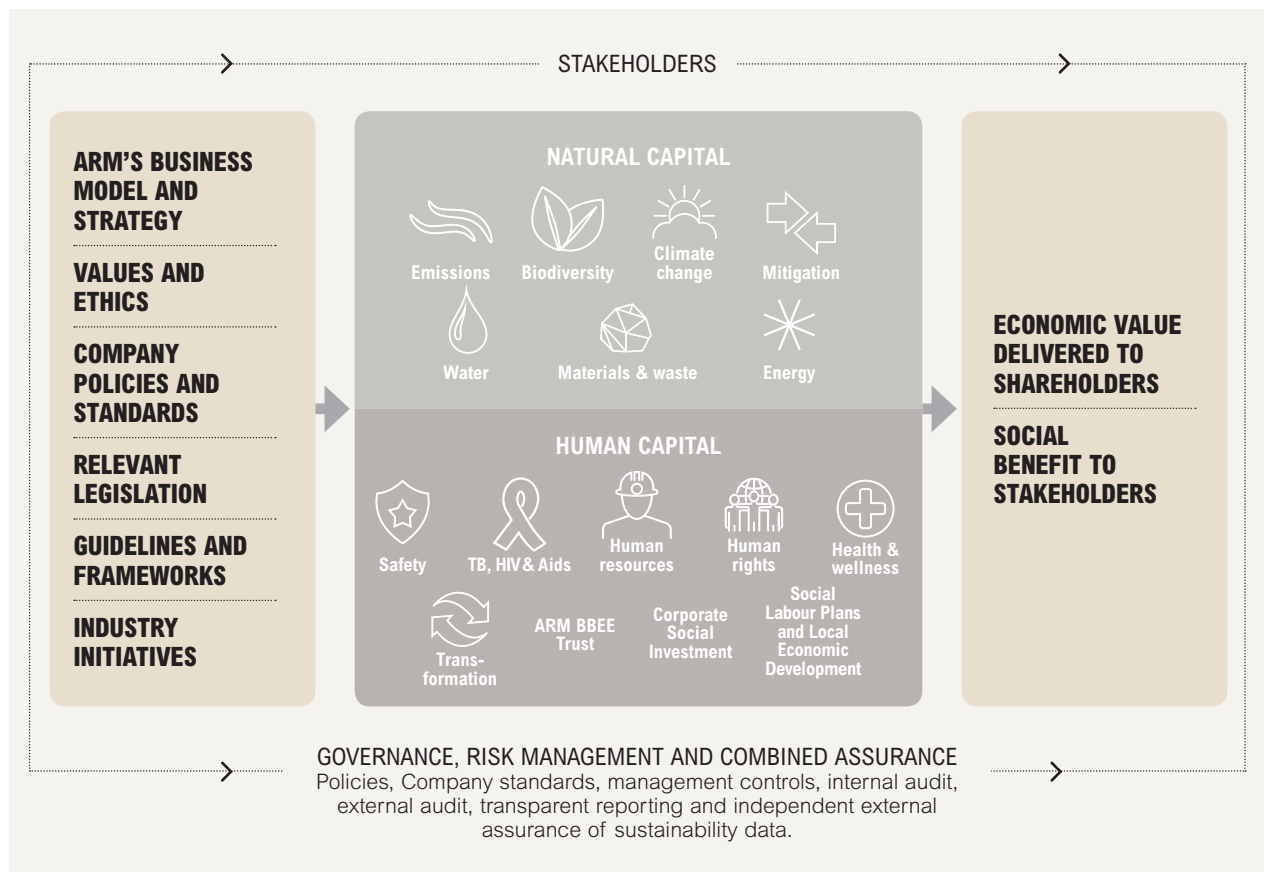 STAKEHOLDERS
ARM’S BUSINESS
MODEL AND
STRATEGY
VALUES AND
ETHICS
COMPANY
POLICIES AND
STANDARDS
RELEVANT
LEGISLATION
GUIDELINES AND
FRAMEWORKS
INDUSTRY
INITIATIVES
NATURAL CAPITAL
Emissions
Biodiversity
Climate
change
Mitigation
Water
Materials & waste
Energy
HUMAN CAPITAL
Safety
TB, HIV & Aids
Human
resources
Human
rights
Health &
wellness
Trans-
formation
ARM BBEE
Trust
Corporate
Social
Investment
Social
Labour Plans
and Local
Economic
Development
ECONOMIC VALUE
DELIVERED TO
SHAREHOLDERS
SOCIAL
BENEFIT TO
STAKEHOLDERS
GOVERNANCE, RISK MANAGEMENT AND COMBINED ASSURANCE
Policies, Company standards, management controls, internal audit,
external audit, transparent reporting and independent external
assurance of sustainability data.